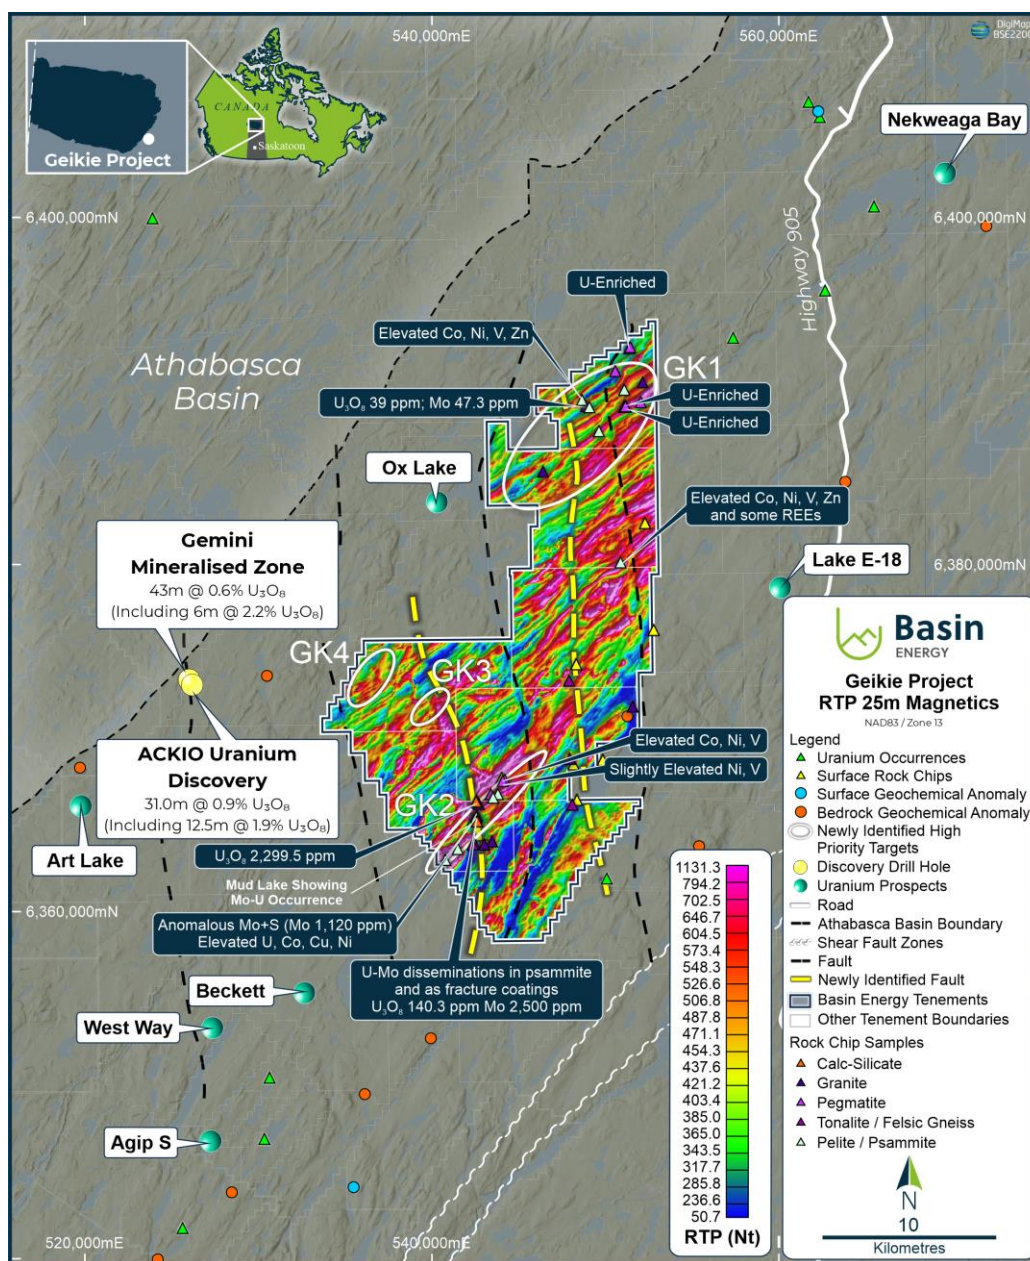 540,000mE
560,000mE
DigiMap
BSE2200
CANADA
Saskatoon
Geikie Project
Nekweaga Bay
6,400,000mN
6,400,000mN
Highway 905
U-Enriched
Elevated Co, Ni, V, Zn
Athabasca
Basin
GK1
U₃O₈ 39 ppm; Mo 47.3 ppm
U-Enriched
U-Enriched
Ox Lake
Elevated Co, Ni, V, Zn
and some REEs
Gemini
Mineralised Zone
43m @ 0.6% U₃O₈
(Including 6m @ 2.2% U₃O₈)
6,380,000mN
Lake E-18
GK4
GK3
ACKIO Uranium
Discovery
31.0m @ 0.9% U₃O₈
(Including 12.5m @ 1.9% U₃O₈)
Elevated Co, Ni, V
Slightly Elevated Ni, V
GK2
Art Lake
U₃O₈ 2,299.5 ppm
Mud Lake Showing
Mo-U Occurrence
6,360,000mN
Anomalous Mo+S (Mo 1,120 ppm)
Elevated U, Co, Cu, Ni
U-Mo disseminations in psammite
and as fracture coatings
U₃O₈ 140.3 ppm Mo 2,500 ppm
Beckett
West Way
Agip S
520,000mE
540,000mE
1131.3
794.2
702.5
646.7
604.5
573.4
548.3
526.6
506.8
487.8
471.1
454.3
437.6
421.2
403.4
385.0
365.0
343.5
317.7
285.8
236.6
50.7
RTP (Nt)
Basin
ENERGY
Geikie Project
RTP 25m Magnetics
NAD83 / Zone 13
Legend
Uranium Occurrences
Surface Rock Chips
Surface Geochemical Anomaly
Bedrock Geochemical Anomaly
Newly Identified High
Priority Targets
Discovery Drill Hole
Uranium Prospects
Road
Athabasca Basin Boundary
Shear Fault Zones
Fault
Newly Identified Fault
Basin Energy Tenements
Other Tenement Boundaries
Rock Chip Samples
Calc-Silicate
Granite
Pegmatite
Tonalite / Felsic Gneiss
Pelite / Psammite
N
10
Kilometres